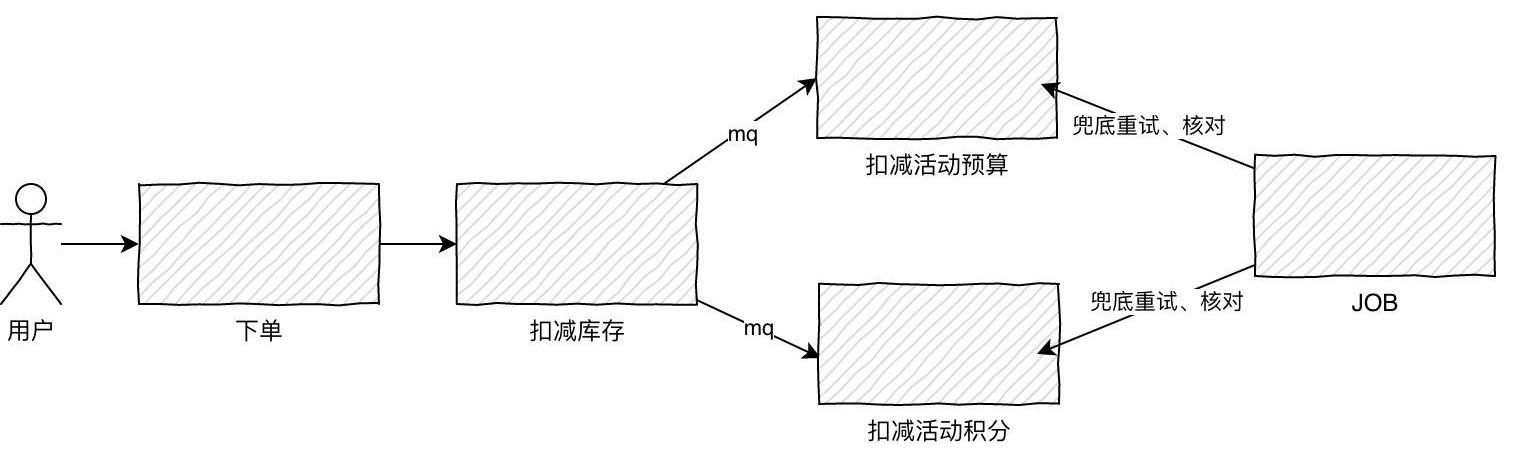 用户
下单
扣减库存
mq
mq
扣减活动预算
扣减活动积分
兜底重试、核对
兜底重试、核对
JOB